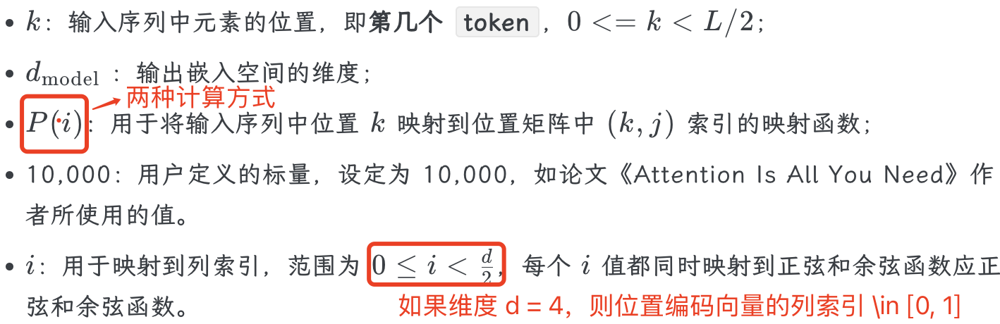 • k：输入序列中元素的位置，即第几个 token，0 <= k < L/2；
• d_model ：输出嵌入空间的维度；
两种计算方式
• P(i)：用于将输入序列中位置 k 映射到位置矩阵中 (k, j) 索引的映射函数；
• 10,000：用户定义的标量，设定为 10,000，如论文《Attention Is All You Need》作
者所使用的值。
• i：用于映射到列索引，范围为 0 ≤ i < d/2，每个 i 值都同时映射到正弦和余弦函数应正
弦和余弦函数。
如果维度 d = 4，则位置编码向量的列索引 \in [0, 1]